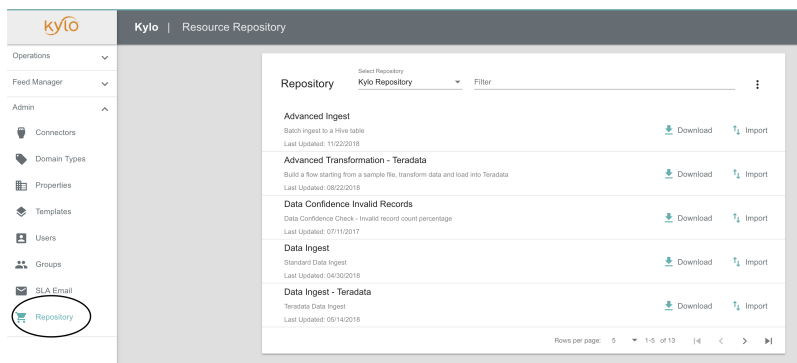 kylo
Kylo | Resource Repository
Operations
Feed Manager
Admin
Connectors
Domain Types
Properties
Templates
Users
Groups
SLA Email
Repository
Repository
Select Repository
Kylo Repository
Filter
Advanced Ingest
Batch ingest to a Hive table
Last Updated: 11/22/2018
Download Import
Advanced Transformation - Teradata
Build a flow starting from a sample file, transform data and load into Teradata
Last Updated: 08/22/2018
Download Import
Data Confidence Invalid Records
Data Confidence Check - Invalid record count percentage
Last Updated: 07/11/2017
Download Import
Data Ingest
Standard Data Ingest
Last Updated: 04/30/2018
Download Import
Data Ingest - Teradata
Teradata Data Ingest
Last Updated: 05/14/2018
Download Import
Rows per page: 5 1-5 of 13